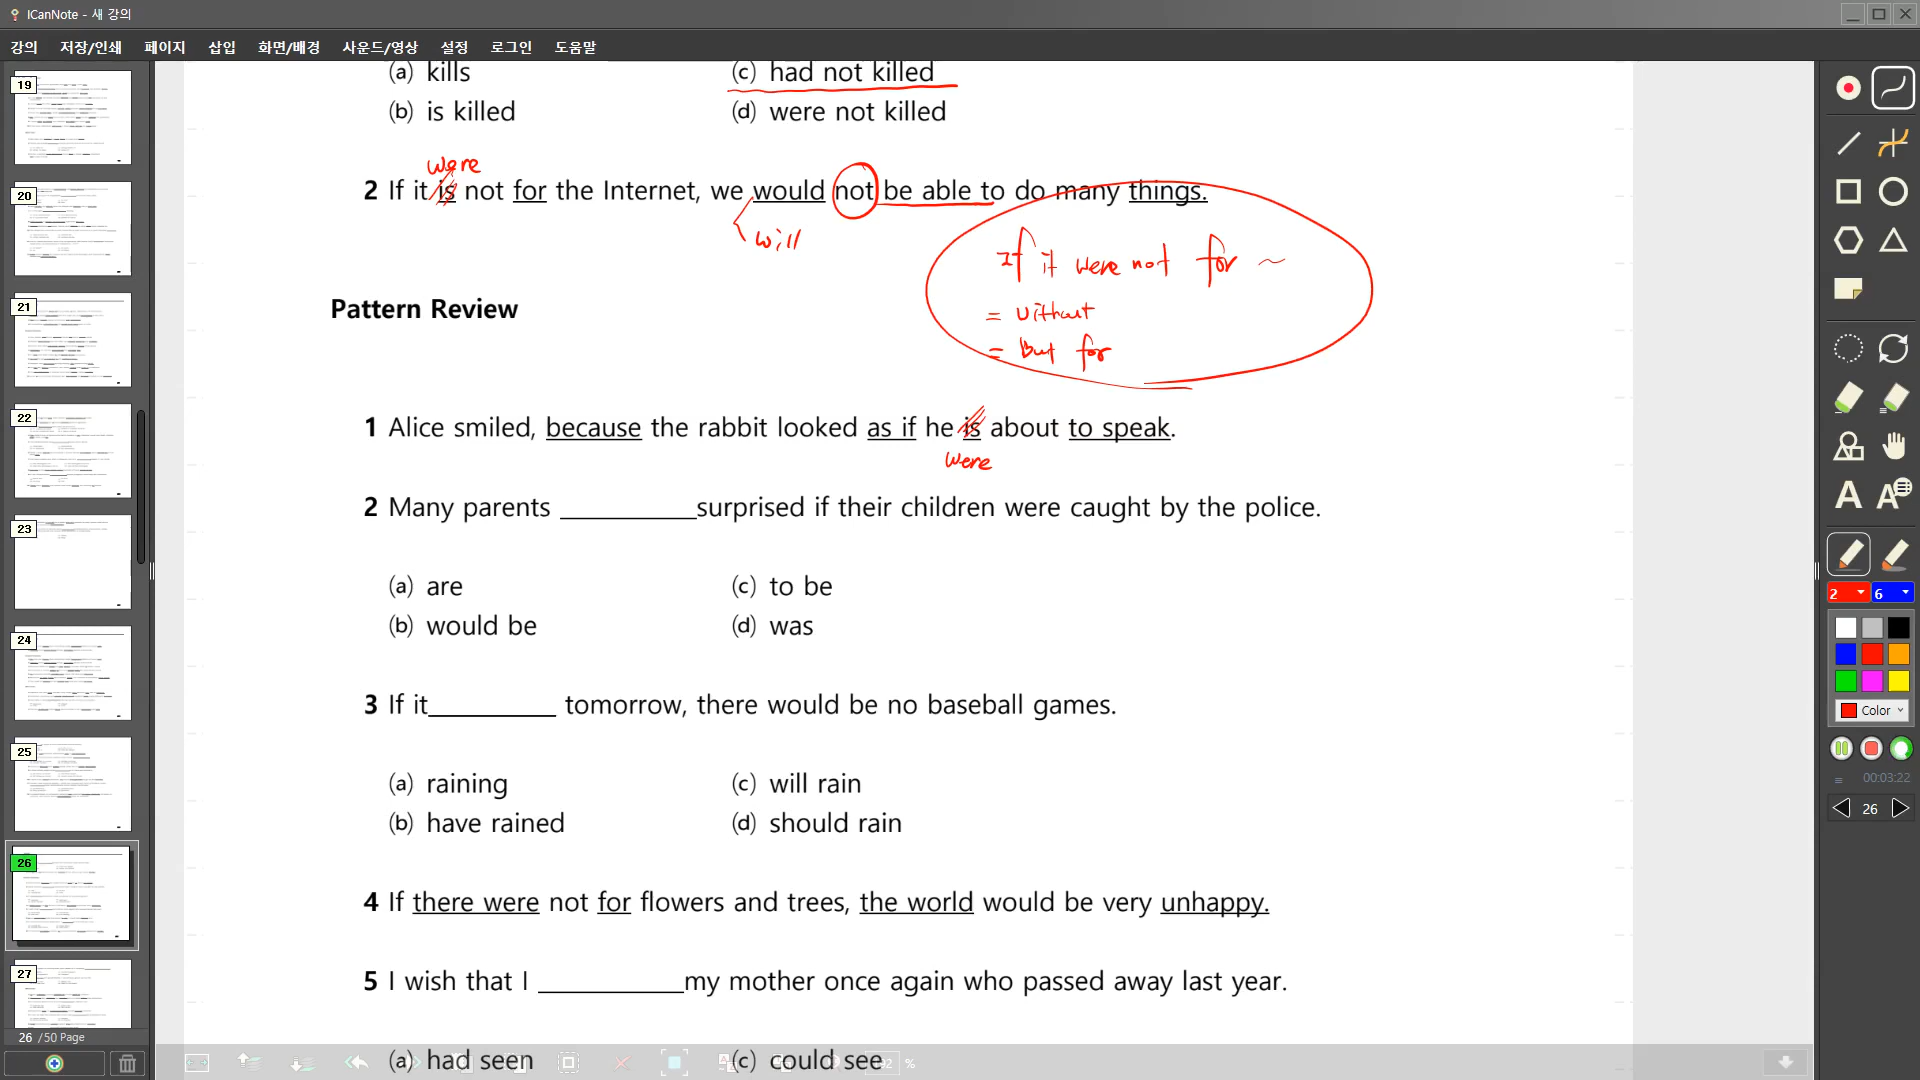 ICanNote - 새 강의
강의 저장/인쇄 페이지 삽입 화면/배경 사운드/영상 설정 로그인 도움말
19
20
21
22
23
24
25
26
27
26 /50 Page
(a) kills (c) had not killed
(b) is killed (d) were not killed
were
2 If it is not for the Internet, we would not be able to do many things.
will
If it were not for ~
= without
= But for
Pattern Review
1 Alice smiled, because the rabbit looked as if he is about to speak.
were
2 Many parents __________surprised if their children were caught by the police.
(a) are (c) to be
(b) would be (d) was
3 If it__________ tomorrow, there would be no baseball games.
(a) raining (c) will rain
(b) have rained (d) should rain
4 If there were not for flowers and trees, the world would be very unhappy.
5 I wish that I __________my mother once again who passed away last year.
(a) had seen (c) could see
%
A A
2 6
Color
00:03:22
26